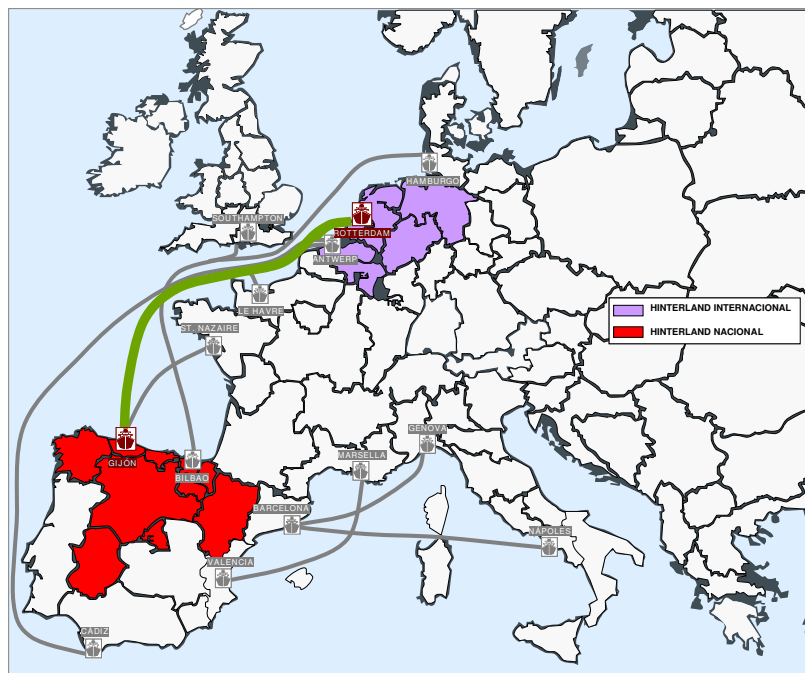 HAMBURGO
SOUTHAMPTON
ROTTERDAM
ANTWERP
LE HAVRE
ST. NAZAIRE
HINTERLAND INTERNACIONAL
HINTERLAND NACIONAL
GENOVA
MARSELLA
GIJÓN
BILBAO
BARCELONA
NAPOLES
VALENCIA
CADIZ